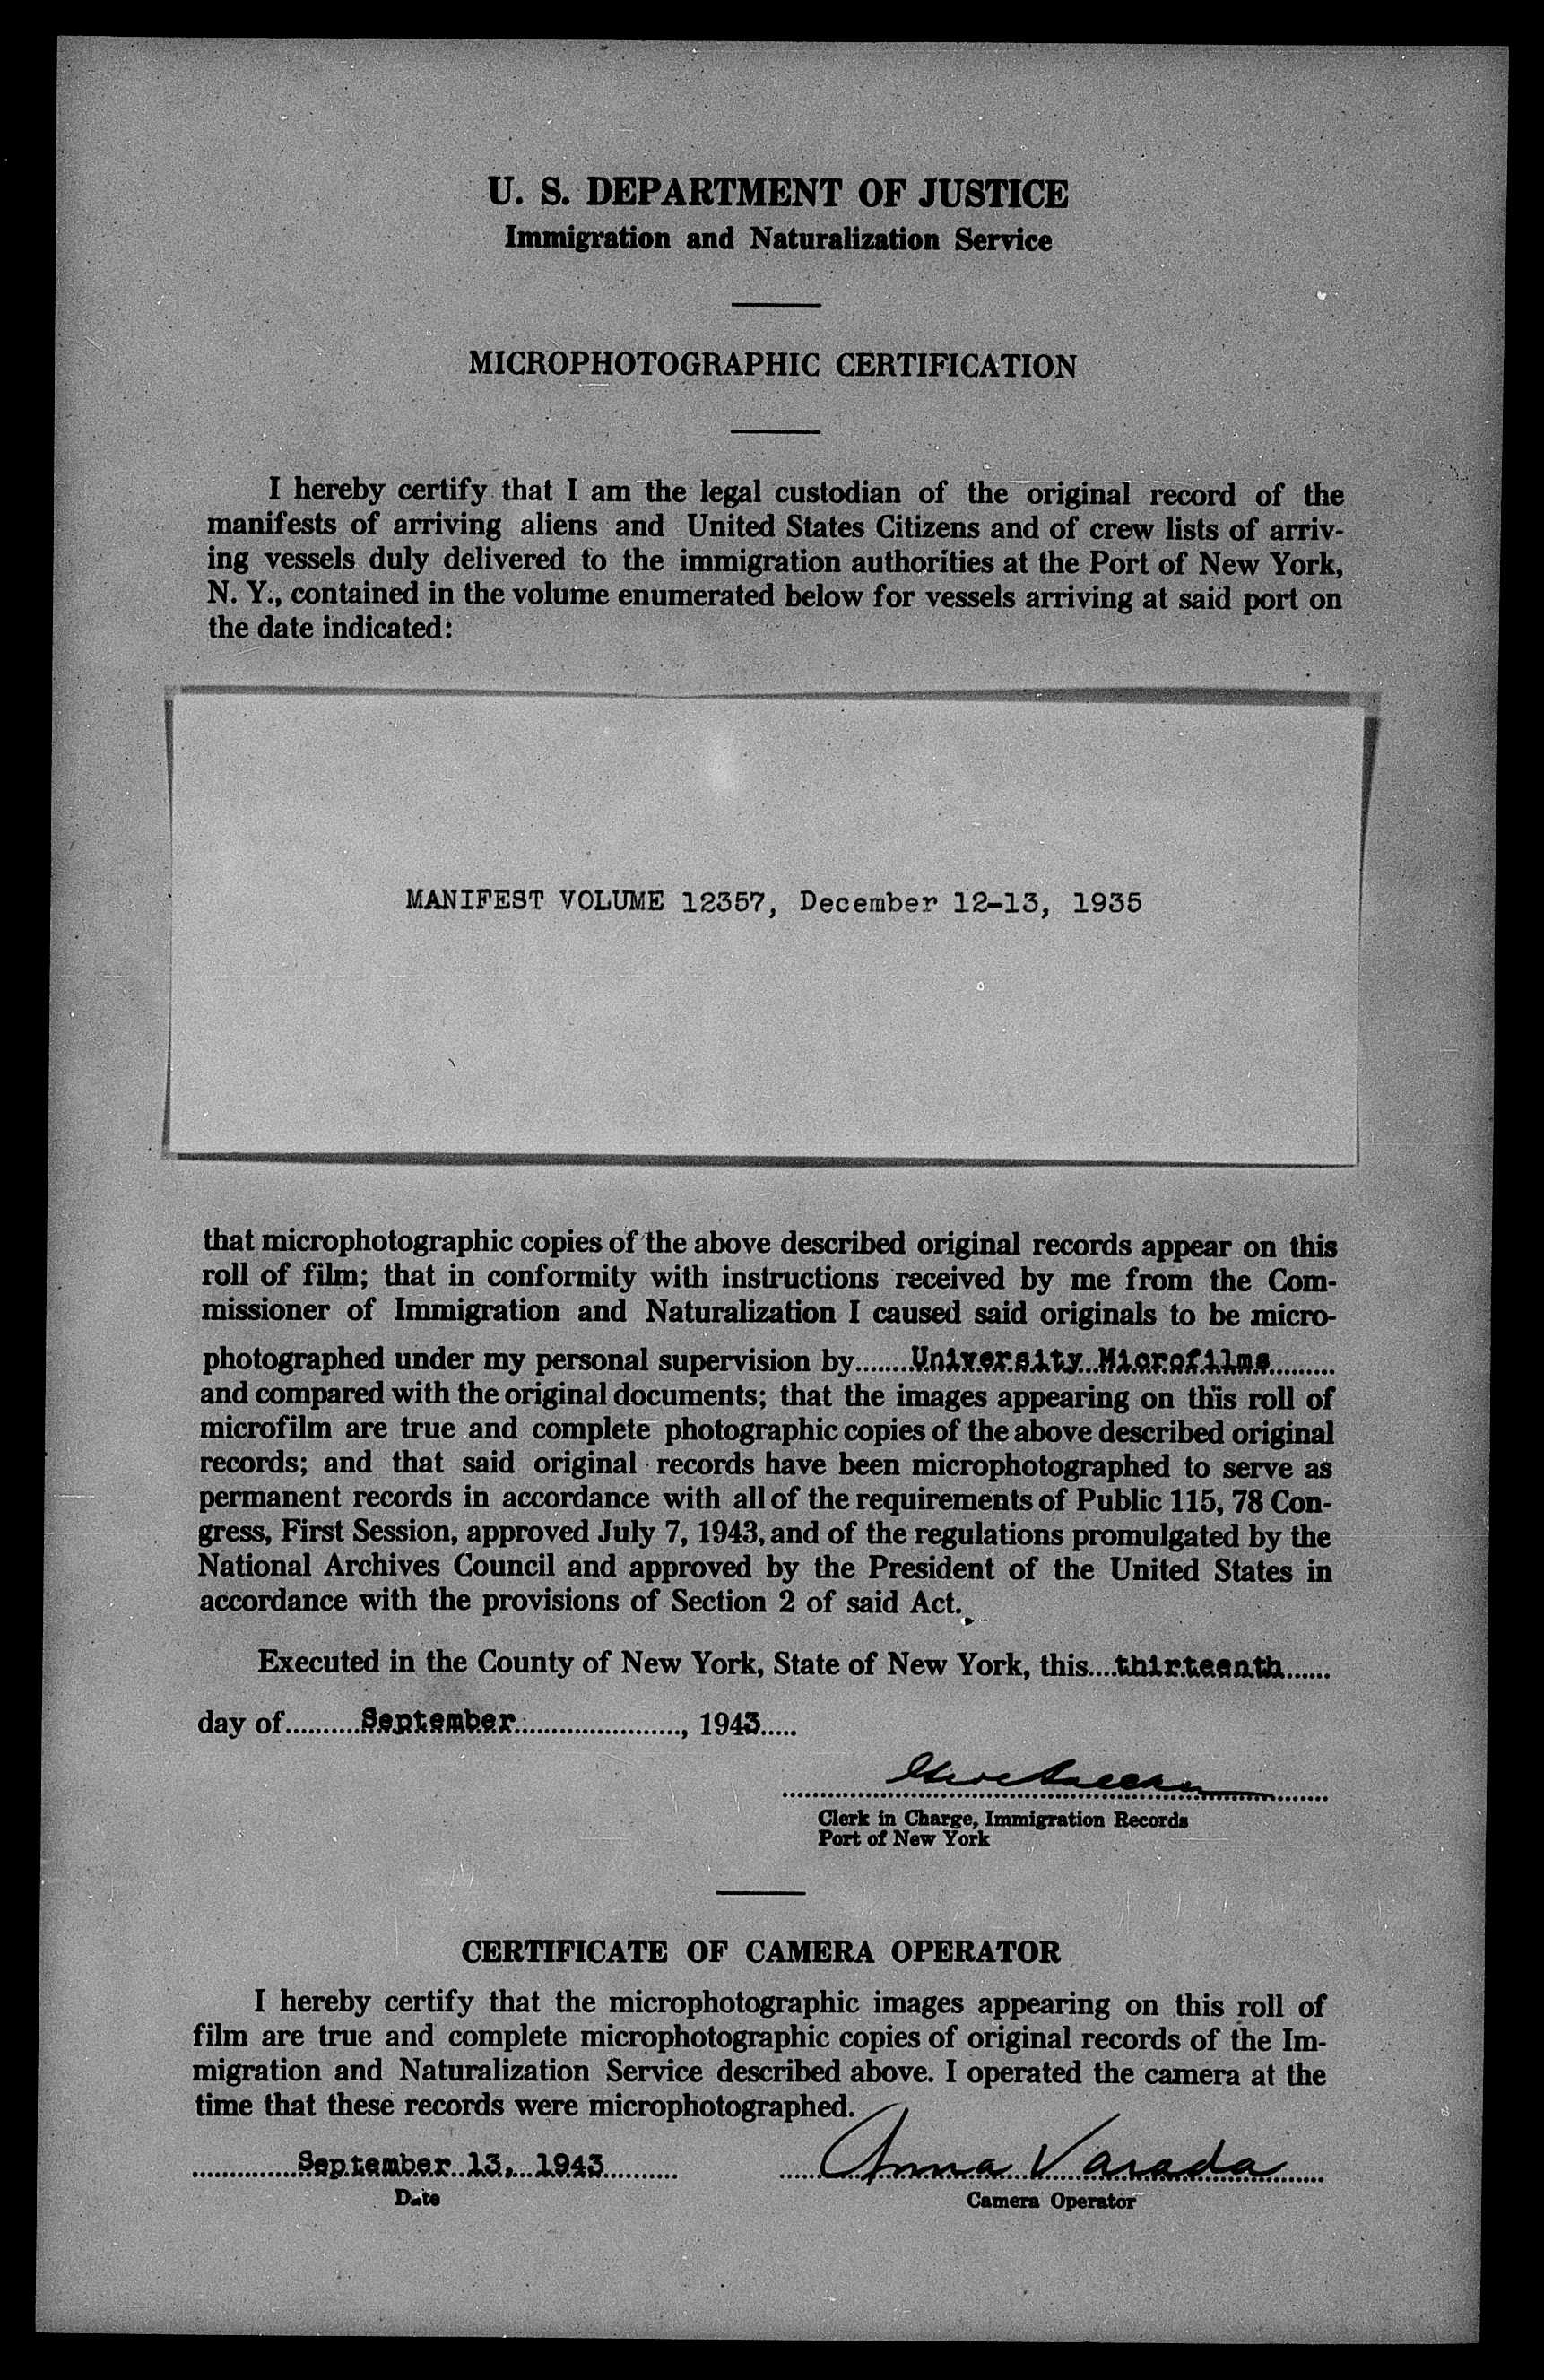 U. S. DEPARTMENT OF JUSTICE
Immigration and Naturalization Service
MICROPHOTOGRAPHIC CERTIFICATION
I hereby certify that I am the legal custodian of the original record of the
manifests of arriving aliens and United States Citizens and of crew lists of arriv-
ing vessels duly delivered to the immigration authorities at the Port of New York,
N. Y., contained in the volume enumerated below for vessels arriving at said port on
the date indicated:
MANIFEST VOLUME 12357, December 12-13, 1935
that microphotographic copies of the above described original records appear on this
roll of film; that in conformity with instructions received by me from the Com-
missioner of Immigration and Naturalization I caused said originals to be micro-
photographed under my personal supervision by University Microfilms
and compared with the original documents; that the images appearing on this roll of
microfilm are true and complete photographic copies of the above described original
records; and that said original records have been microphotographed to serve as
permanent records in accordance with all of the requirements of Public 115, 78 Con-
gress, First Session, approved July 7, 1943, and of the regulations promulgated by the
National Archives Council and approved by the President of the United States in
accordance with the provisions of Section 2 of said Act.
Executed in the County of New York, State of New York, this thirteenth
day of September, 1943
Clerk in Charge, Immigration Records
Port of New York
CERTIFICATE OF CAMERA OPERATOR
I hereby certify that the microphotographic images appearing on this roll of
film are true and complete microphotographic copies of original records of the Im-
migration and Naturalization Service described above. I operated the camera at the
time that these records were microphotographed.
September 13, 1943 Anna Varada
Date Camera Operator